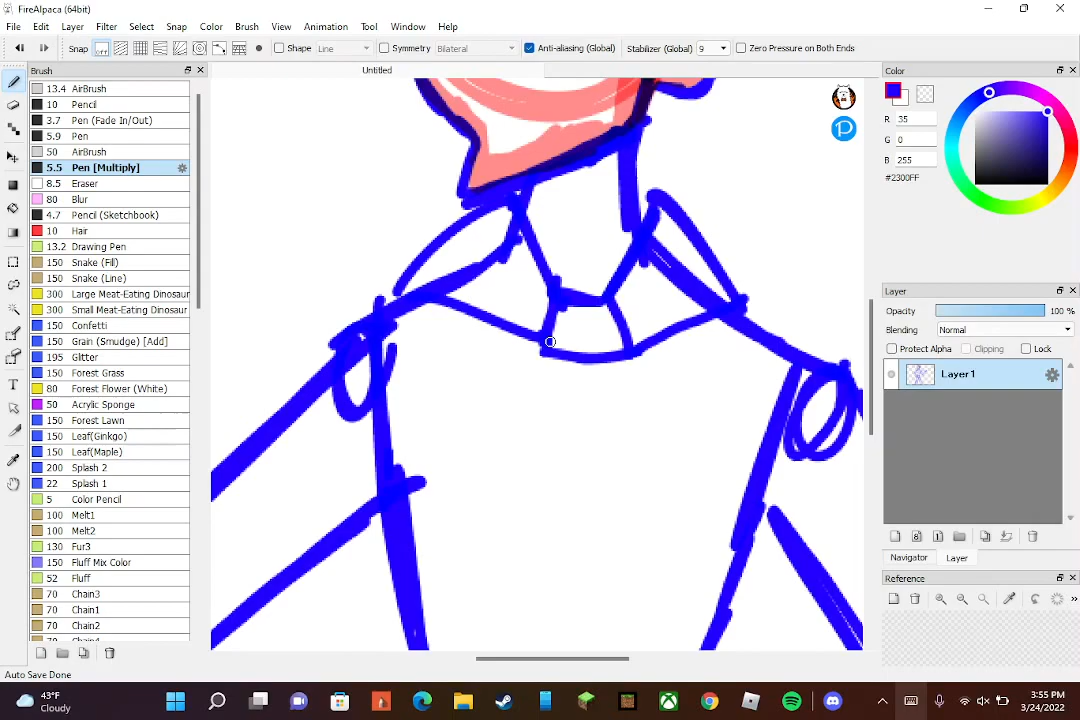 FireAlpaca (64bit)
File Edit Layer Filter Select Snap Color Brush View Animation Tool Window Help
Snap off Shape Line Symmetry Bilateral Anti-aliasing (Global) Stabilizer (Global) 9 Zero Pressure on Both Ends
Brush
Untitled
Color
13.4 AirBrush
10 Pencil
3.7 Pen (Fade In/Out)
5.9 Pen
50 AirBrush
5.5 Pen [Multiply]
8.5 Eraser
80 Blur
4.7 Pencil (Sketchbook)
10 Hair
13.2 Drawing Pen
150 Snake (Fill)
150 Snake (Line)
300 Large Meat-Eating Dinosaur
300 Small Meat-Eating Dinosaur
150 Confetti
150 Grain (Smudge) [Add]
195 Glitter
150 Forest Grass
80 Forest Flower (White)
50 Acrylic Sponge
150 Forest Lawn
150 Leaf(Ginkgo)
150 Leaf(Maple)
200 Splash 2
22 Splash 1
5 Color Pencil
100 Melt1
100 Melt2
130 Fur3
150 Fluff Mix Color
52 Fluff
70 Chain3
70 Chain1
70 Chain2
70 Chain4
R 35
G 0
B 255
#2300FF
Layer
Opacity 100 %
Blending Normal
Protect Alpha Clipping Lock
Layer1
Navigator Layer
Reference
Auto Save Done
43°F
Cloudy
3:55 PM
3/24/2022